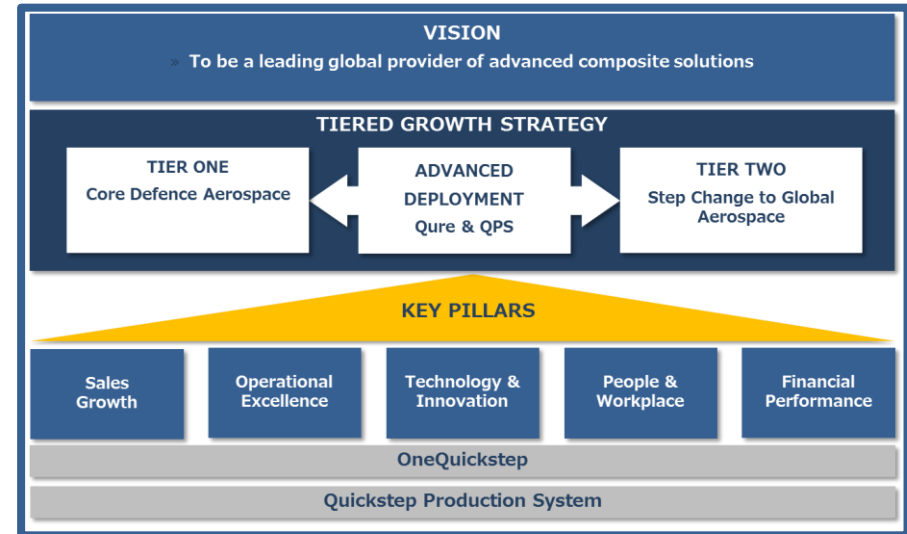 VISION
» To be a leading global provider of advanced composite solutions
TIERED GROWTH STRATEGY
TIER ONE
Core Defence Aerospace
ADVANCED
DEPLOYMENT
Qure & QPS
TIER TWO
Step Change to Global
Aerospace
KEY PILLARS
Sales
Growth
Operational
Excellence
Technology &
Innovation
People &
Workplace
Financial
Performance
OneQuickstep
Quickstep Production System